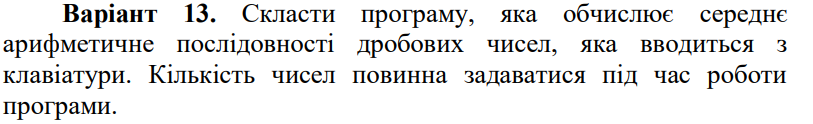 Варіант 13. Скласти програму, яка обчислює середнє
арифметичне послідовності дробових чисел, яка вводиться з
клавіатури. Кількість чисел повинна задаватися під час роботи
програми.